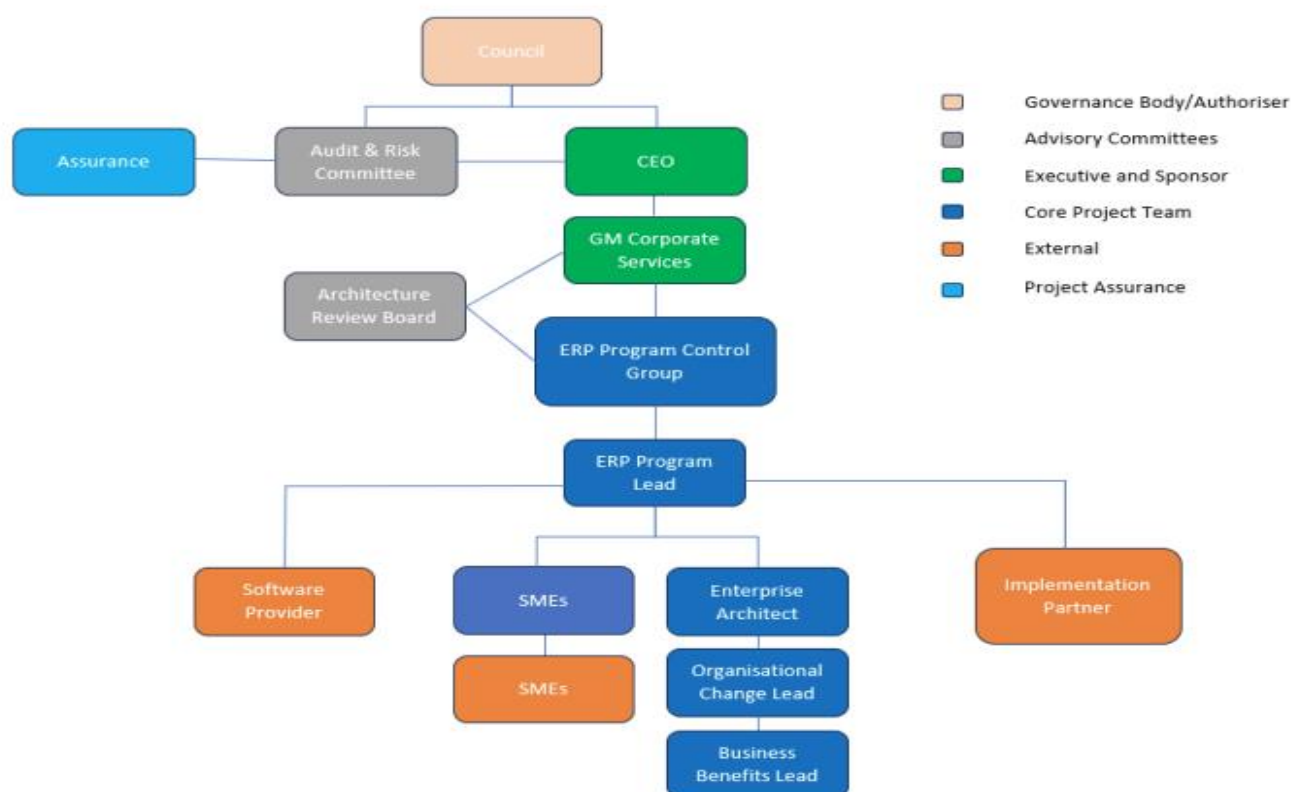 Council
Assurance
Audit & Risk
Committee
CEO
GM Corporate
Services
Architecture
Review Board
ERP Program Control
Group
ERP Program
Lead
Software
Provider
SMEs
Enterprise
Architect
Implementation
Partner
SMEs
Organisational
Change Lead
Business
Benefits Lead
Governance Body/Authoriser
Advisory Committees
Executive and Sponsor
Core Project Team
External
Project Assurance